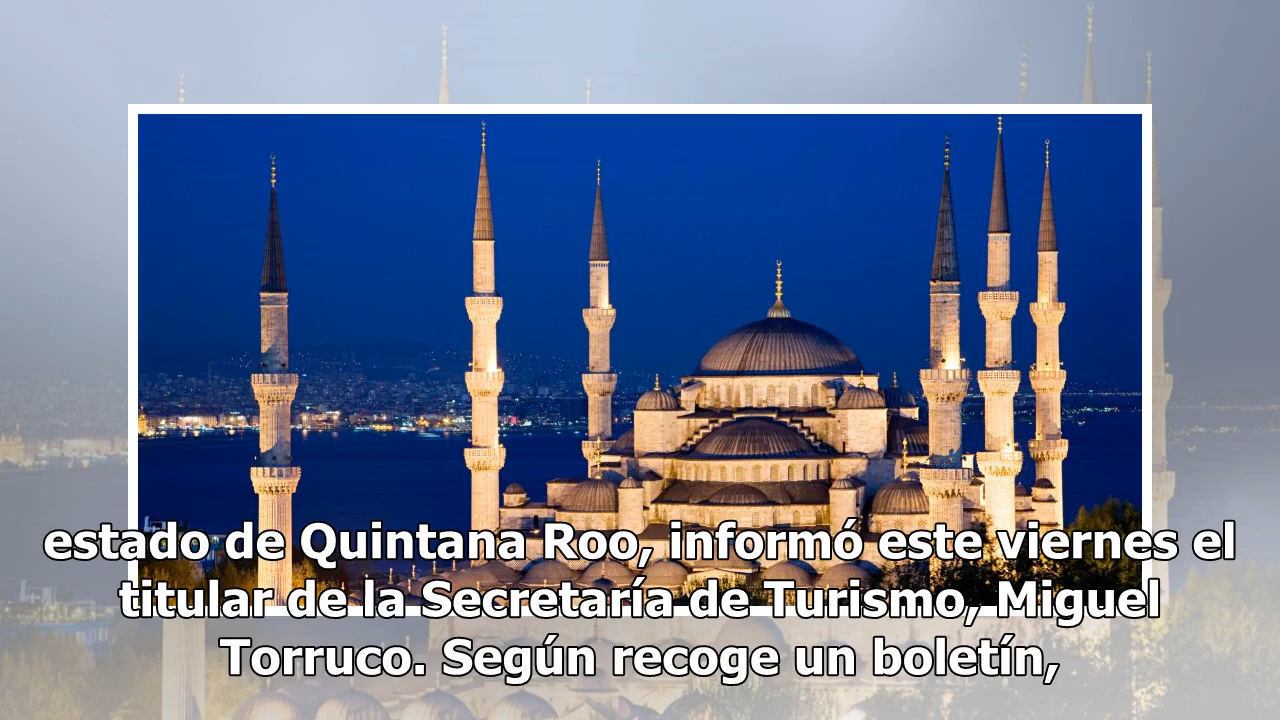 estado de Quintana Roo, informó este viernes el
titular de la Secretaría de Turismo, Miguel
Torruco. Según recoge un boletín,